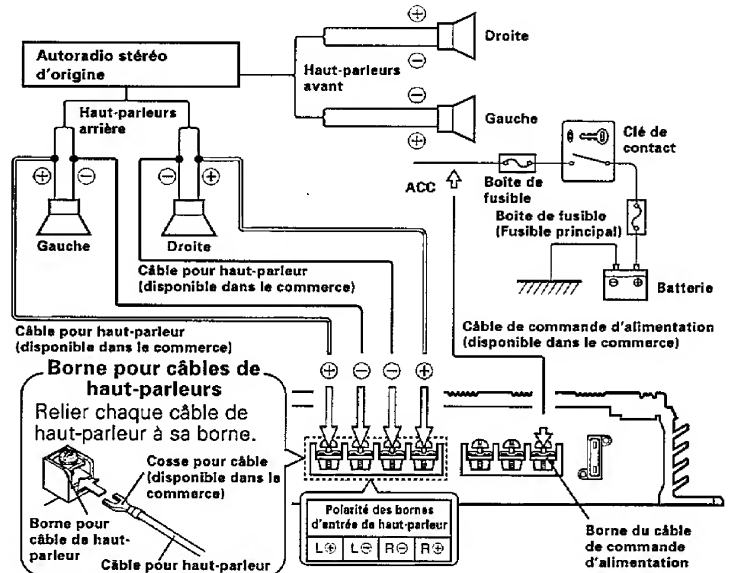 Autoradio stéréo
d'origine
Haut-parleurs
avant
⊕
Droite
⊖
⊖
Gauche
⊕
Haut-parleurs
arrière
⊕
⊖
⊖
⊕
Gauche
Droite
ACC
Boîte de
fusible
Clé de
contact
Boîte de fusible
(Fusible principal)
⊖ ⊕
Batterie
Câble pour haut-parleur
(disponible dans le commerce)
Câble pour haut-parleur
(disponible dans le commerce)
Câble de commande d'alimentation
(disponible dans le commerce)
⊕ ⊖ ⊖ ⊕
Borne pour câbles de
haut-parleurs
Relier chaque câble de
haut-parleur à sa borne.
Cosse pour câble
(disponible dans le
commerce)
Borne pour
câble de haut-
parleur
Câble pour haut-parleur
Polarité des bornes
d'entrée de haut-parleur
L⊕ L⊖ R⊖ R⊕
Borne du câble
de commande
d'alimentation